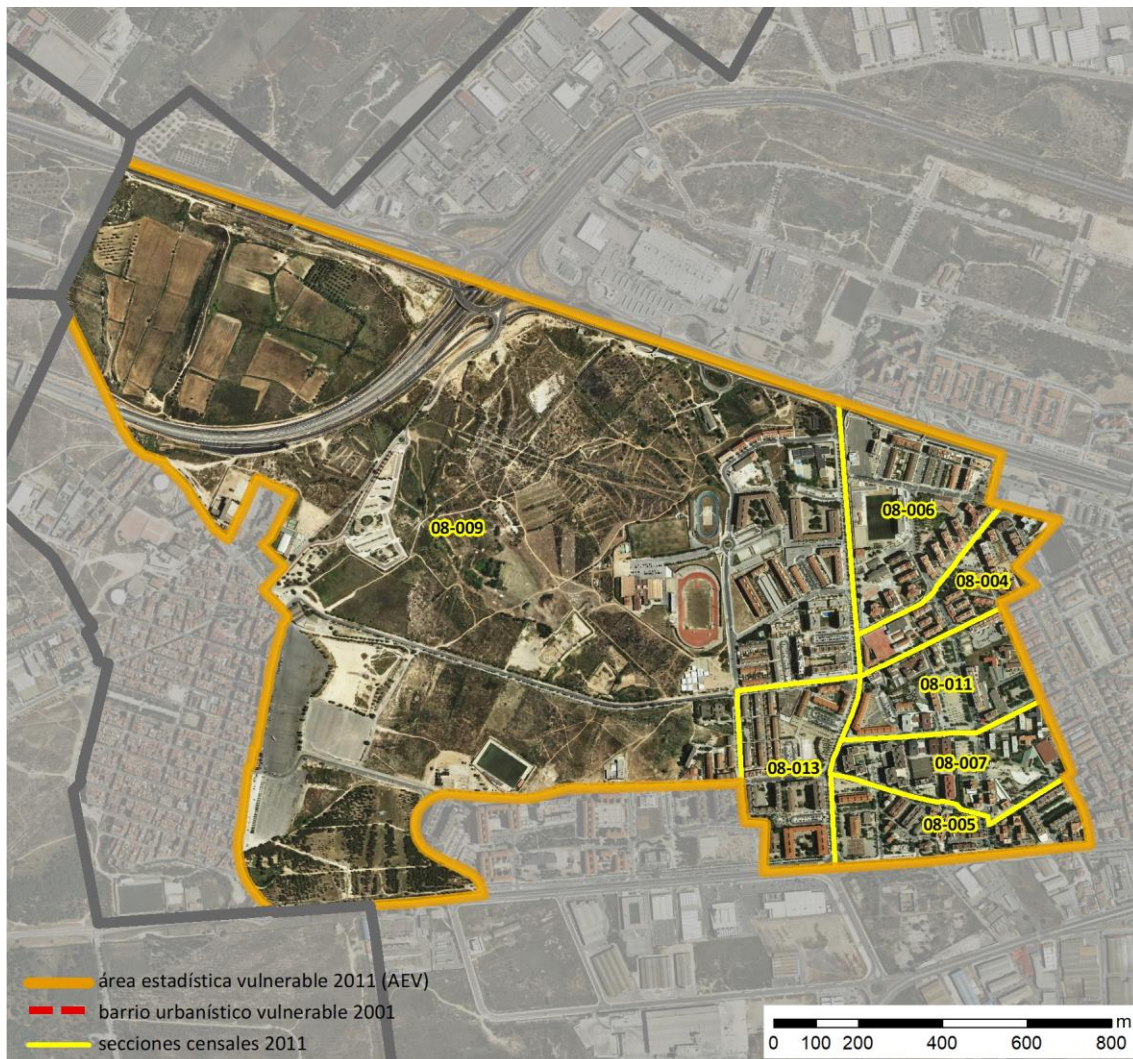 08-006
08-009
08-004
08-011
08-007
08-013
08-005
área estadística vulnerable 2011 (AEV)
barrio urbanístico vulnerable 2001
secciones censales 2011
m
0 100 200 400 600 800